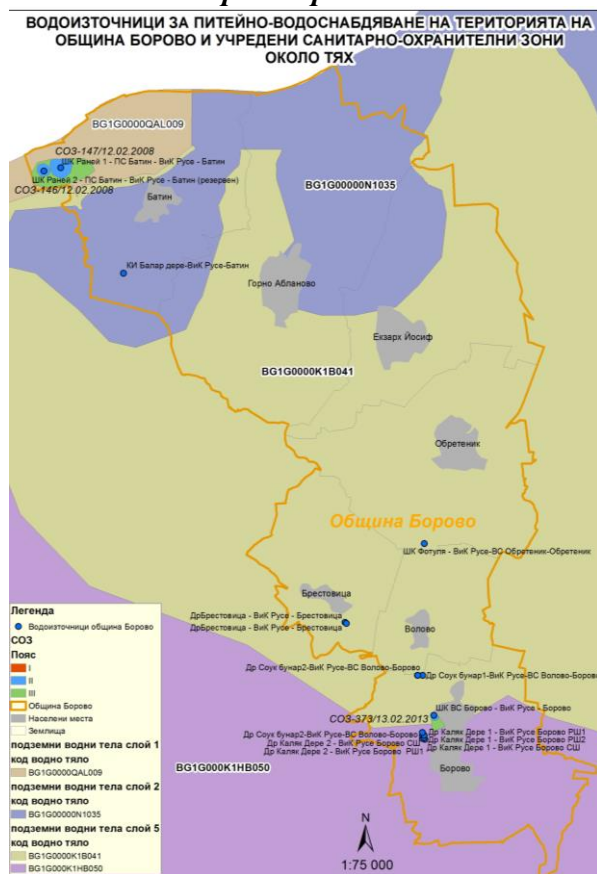 ВОДОИЗТОЧНИЦИ ЗА ПИТЕЙНО-ВОДОСНАБДЯВАНЕ НА ТЕРИТОРИЯТА НА
ОБЩИНА БОРОВО И УЧРЕДЕНИ САНИТАРНО-ОХРАНИТЕЛНИ ЗОНИ
ОКОЛО ТЯХ
BG1G0000QAL009
СОЗ-147/12.02.2008
ШК Раней 1 - ПС Батин - ВиК Русе - Батин
ШК Раней 2 - ПС Батин - ВиК Русе - Батин (резервен)
СОЗ-146/12.02.2008
BG1G00000N1035
Батин
КИ Балар дере-ВиК Русе-Батин
Горно Абланово
Екзарх Йосиф
BG1G0000K1B041
Обретеник
Община Борово
ШК Фотуля - ВиК Русе-ВС Обретеник-Обретеник
Брестовица
ДрБрестовица - ВиК Русе - Брестовица
ДрБрестовица - ВиК Русе - Брестовица
Волово
Др Соук бунар2-ВиК Русе-ВС Волово-Борово
Др Соук бунар1-ВиК Русе-ВС Волово-Борово
ШК ВС Борово - ВиК Русе - Борово
СОЗ-373/13.02.2013
Др Соук бунар2-ВиК Русе-ВС Волово-Борово
Др Каляк Дере 1 - ВиК Русе Борово РШ1
Др Каляк Дере 2 - ВиК Русе Борово СШ
Др Каляк Дере 1 - ВиК Русе Борово РШ2
Др Каляк Дере 2 - ВиК Русе Борово РШ1
Др Каляк Дере 1 - ВиК Русе Борово СШ
Борово
BG1G000K1HB050
N
1:75 000
Легенда
Водоизточници община Борово
СОЗ
Пояс
I
II
III
Община Борово
Населени места
Землища
подземни водни тела слой 1
код водно тяло
BG1G0000QAL009
подземни водни тела слой 2
код водно тяло
BG1G00000N1035
подземни водни тела слой 5
код водно тяло
BG1G0000K1B041
BG1G000K1HB050